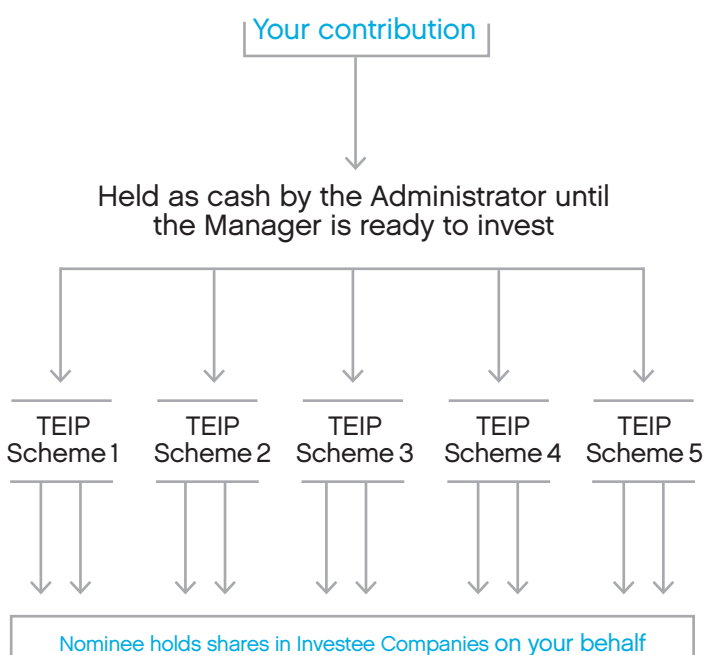 Your contribution
Held as cash by the Administrator until
the Manager is ready to invest
TEIP
Scheme 1
TEIP
Scheme 2
TEIP
Scheme 3
TEIP
Scheme 4
TEIP
Scheme 5
Nominee holds shares in Investee Companies on your behalf